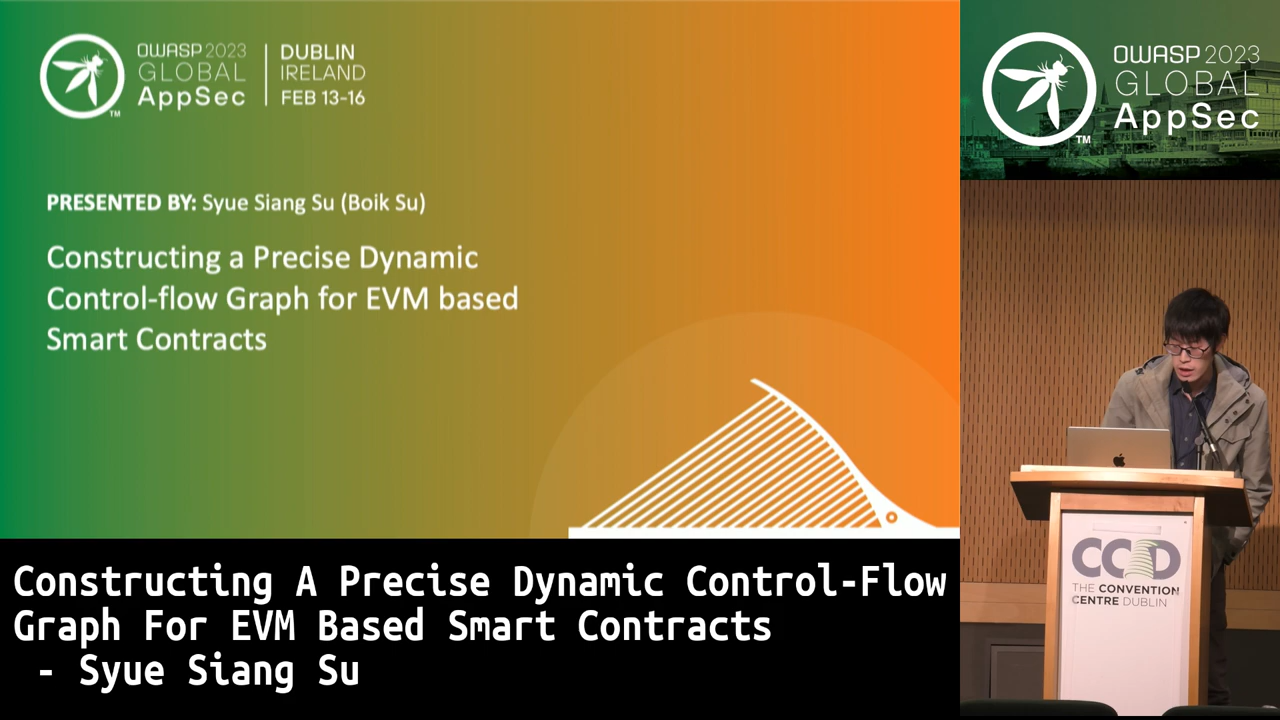 OWASP 2023
GLOBAL
AppSec
TM
DUBLIN
IRELAND
FEB 13-16
PRESENTED BY: Syue Siang Su (Boik Su)
Constructing a Precise Dynamic
Control-flow Graph for EVM based
Smart Contracts
Constructing A Precise Dynamic Control-Flow
Graph For EVM Based Smart Contracts
- Syue Siang Su
OWASP 2023
GLOBAL
AppSec
TM
CCD
THE CONVENTION
CENTRE DUBLIN